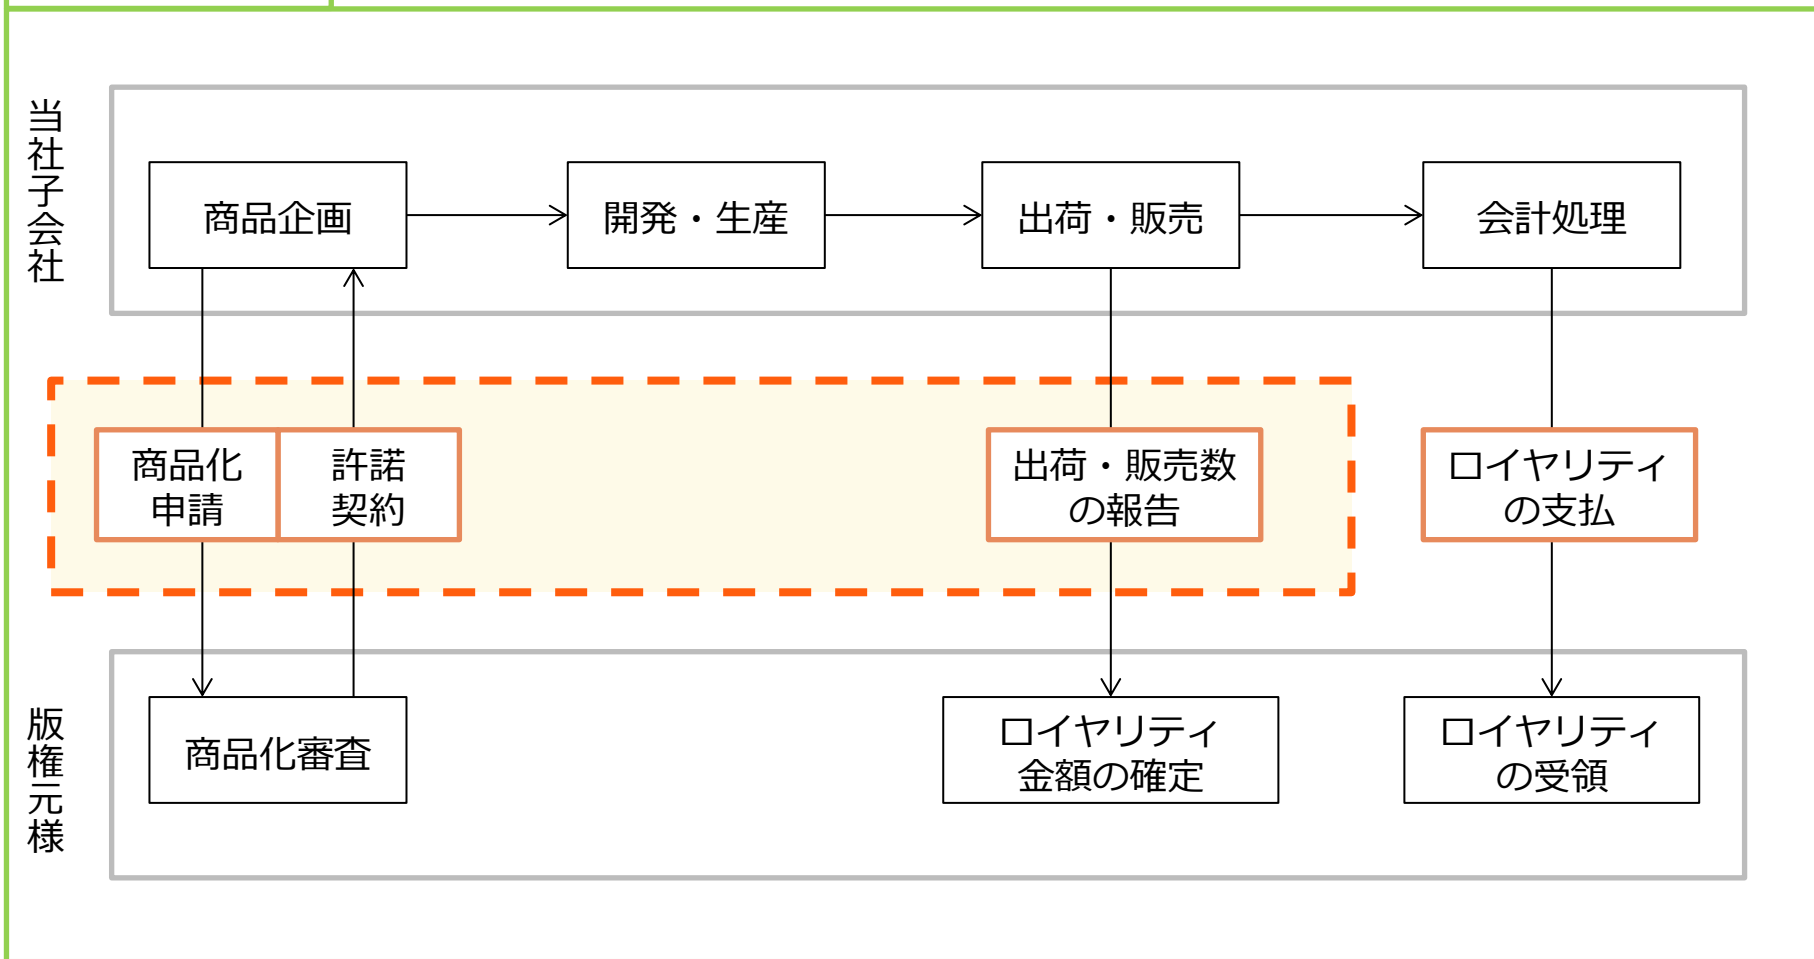 当社子会社
商品企画
開発・生産
出荷・販売
会計処理
商品化
申請
許諾
契約
出荷・販売数
の報告
ロイヤリティ
の支払
版権元様
商品化審査
ロイヤリティ
金額の確定
ロイヤリティ
の受領